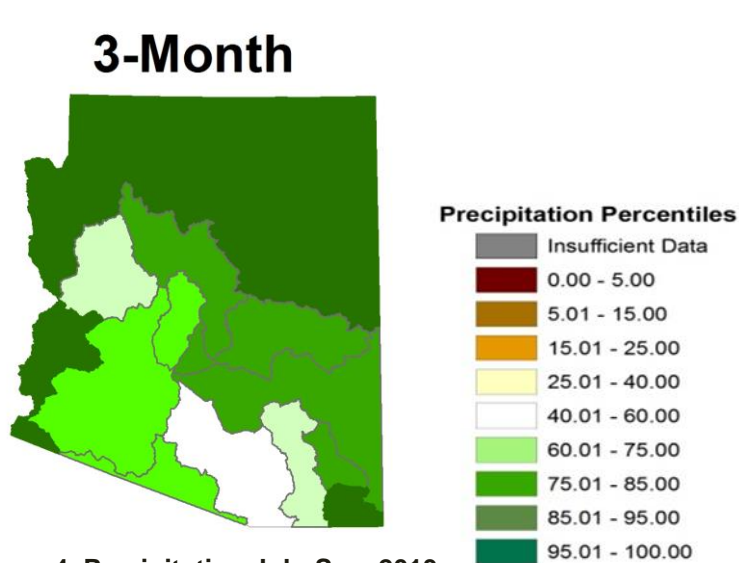 3-Month
Precipitation Percentiles
Insufficient Data
0.00 - 5.00
5.01 - 15.00
15.01 - 25.00
25.01 - 40.00
40.01 - 60.00
60.01 - 75.00
75.01 - 85.00
85.01 - 95.00
95.01 - 100.00